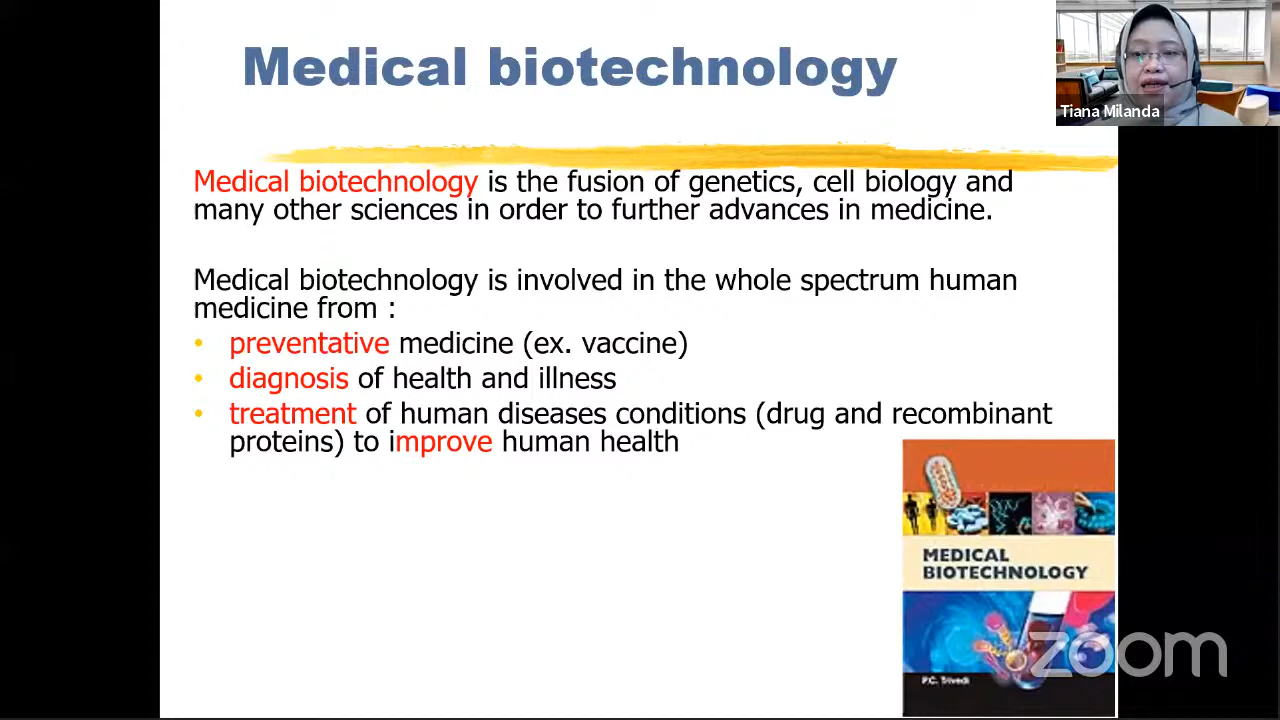 Medical biotechnology
Tiana Milanda
Medical biotechnology is the fusion of genetics, cell biology and
many other sciences in order to further advances in medicine.
Medical biotechnology is involved in the whole spectrum human
medicine from :
• preventative medicine (ex. vaccine)
• diagnosis of health and illness
• treatment of human diseases conditions (drug and recombinant
proteins) to improve human health
MEDICAL
BIOTECHNOLOGY
P.C. Trivedi
zoom